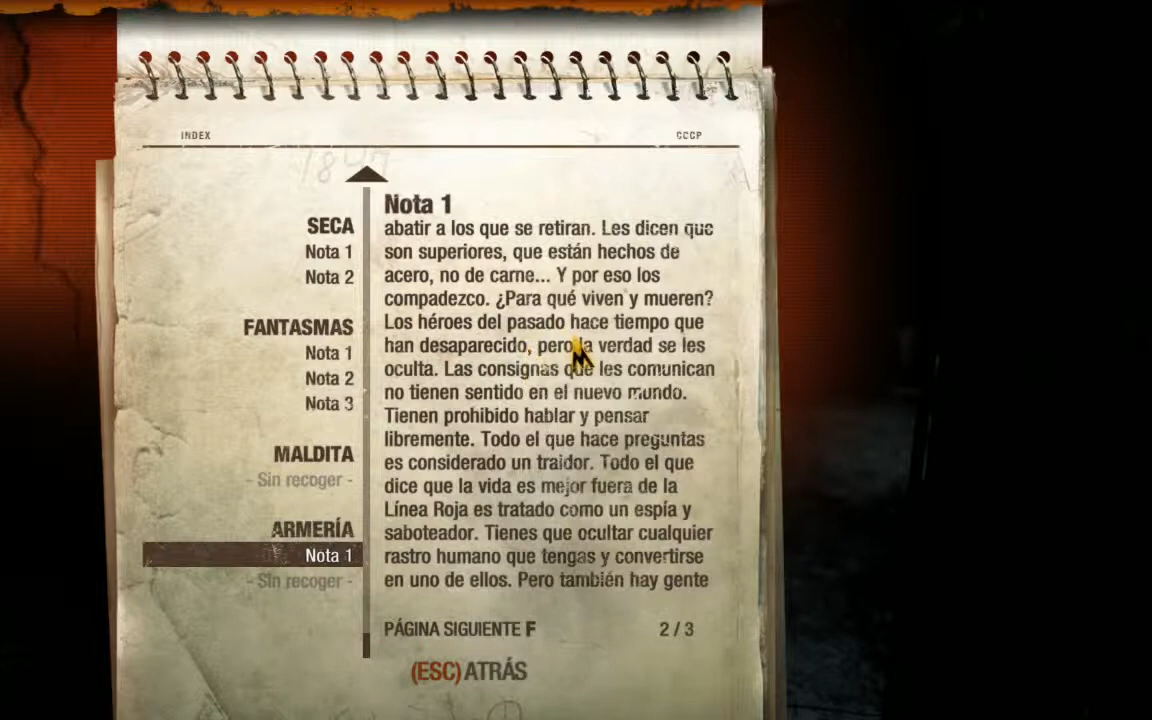 INDEX
CCCP
1847
SECA
Nota 1
Nota 2
FANTASMAS
Nota 1
Nota 2
Nota 3
MALDITA
- Sin recoger -
ARMERÍA
Nota 1
- Sin recoger -
Nota 1
abatir a los que se retiran. Les dicen que
son superiores, que están hechos de
acero, no de carne... Y por eso los
compadezco. ¿Para qué viven y mueren?
Los héroes del pasado hace tiempo que
han desaparecido, pero la verdad se les
oculta. Las consignas que les comunican
no tienen sentido en el nuevo mundo.
Tienen prohibido hablar y pensar
libremente. Todo el que hace preguntas
es considerado un traidor. Todo el que
dice que la vida es mejor fuera de la
Línea Roja es tratado como un espía y
saboteador. Tienes que ocultar cualquier
rastro humano que tengas y convertirse
en uno de ellos. Pero también hay gente
PÁGINA SIGUIENTE F
2 / 3
(ESC) ATRÁS